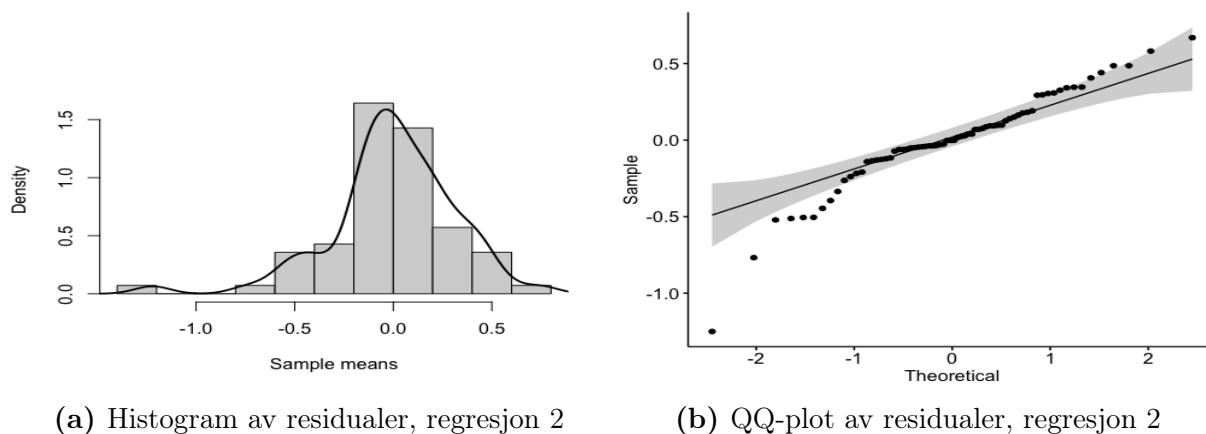 Density
0.0
0.5
1.0
1.5
-1.0 -0.5 0.0 0.5
Sample means
Sample
0.5
0.0
-0.5
-1.0
-2 -1 0 1 2
Theoretical
(a) Histogram av residualer, regresjon 2
(b) QQ-plot av residualer, regresjon 2